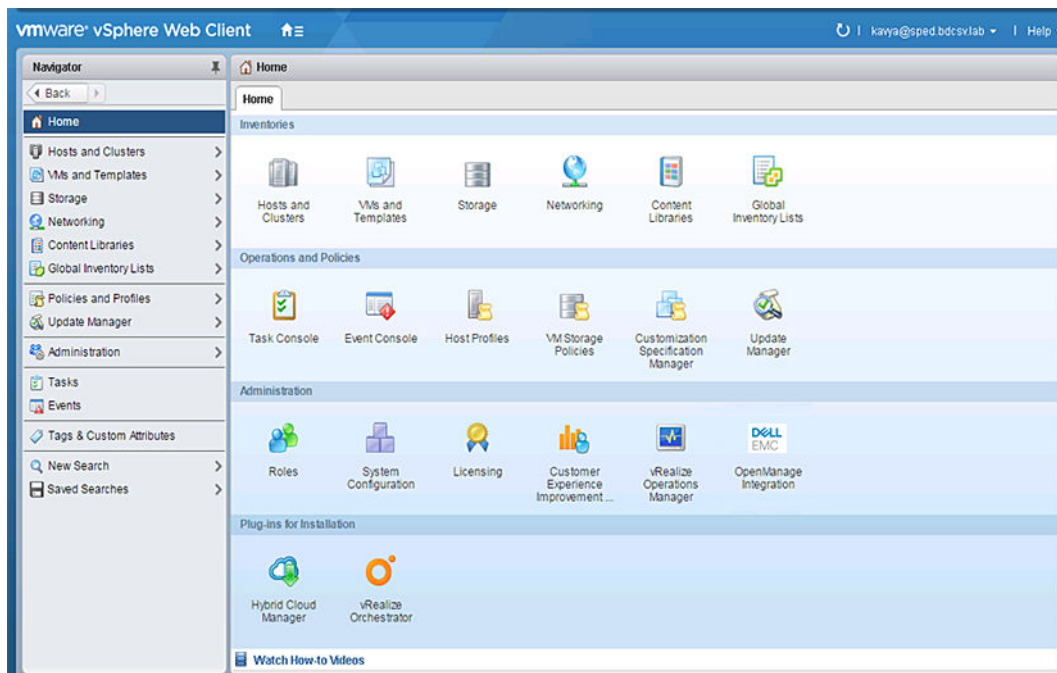 vmware® vSphere Web Client
kavya@sped.bdcsv.lab
Help
Navigator
Back
Home
Hosts and Clusters
VMs and Templates
Storage
Networking
Content Libraries
Global Inventory Lists
Policies and Profiles
Update Manager
Administration
Tasks
Events
Tags & Custom Attributes
New Search
Saved Searches
Home
Home
Inventories
Hosts and
Clusters
VMs and
Templates
Storage
Networking
Content
Libraries
Global
Inventory Lists
Operations and Policies
Task Console
Event Console
Host Profiles
VM Storage
Policies
Customization
Specification
Manager
Update
Manager
Administration
Roles
System
Configuration
Licensing
Customer
Experience
Improvement ...
vRealize
Operations
Manager
DELL
EMC
OpenManage
Integration
Plug-ins for Installation
Hybrid Cloud
Manager
vRealize
Orchestrator
Watch How-to Videos